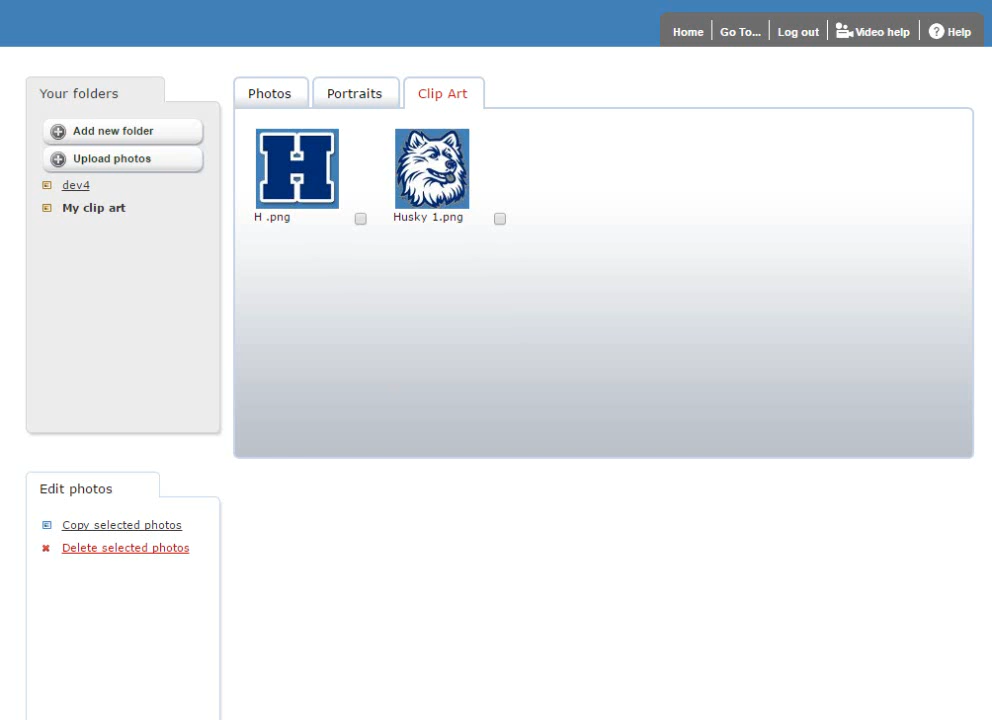 Home
Go To...
Log out
Video help
? Help
Your folders
Add new folder
Upload photos
dev4
My clip art
Photos
Portraits
Clip Art
H
H .png
Husky 1.png
Edit photos
Copy selected photos
Delete selected photos